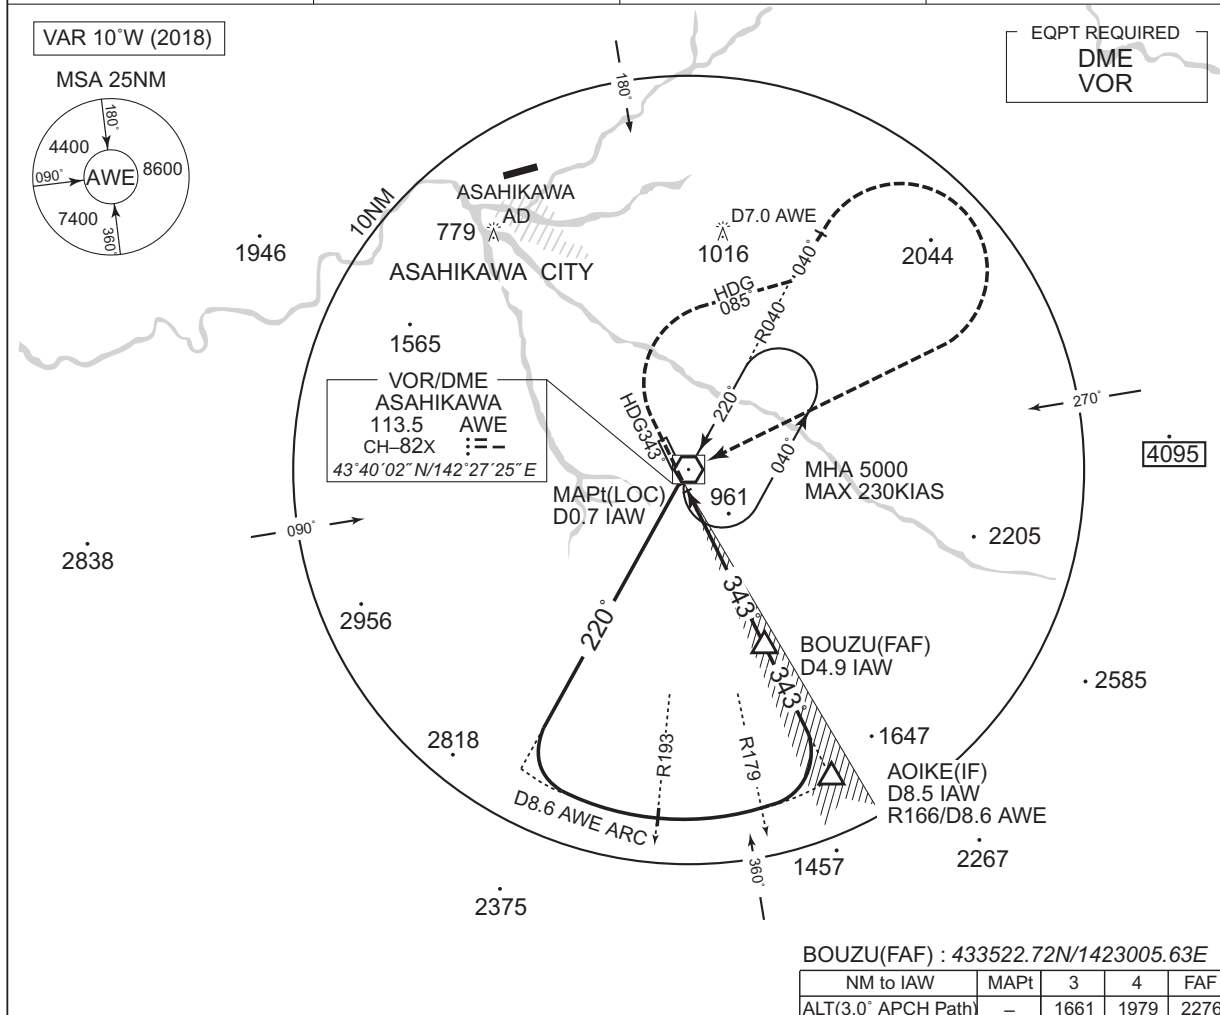 VAR 10°W (2018)
MSA 25NM
180°
4400
8600
090°
AWE
7400
360°
EQPT REQUIRED
DME
VOR
180°
10NM
ASAHIKAWA
AD
779
ASAHIKAWA CITY
1946
D7.0 AWE
1016
040°
2044
HDG
085°
R040
1565
VOR/DME
ASAHIKAWA
113.5 AWE
CH–82X
43°40′02″N/142°27′25″E
HDG343°
220°
040°
270°
4095
MHA 5000
MAX 230KIAS
MAPt(LOC)
D0.7 IAW
961
090°
2205
2838
2956
220°
343°
BOUZU(FAF)
D4.9 IAW
343°
2585
2818
R193
R179
1647
AOIKE(IF)
D8.5 IAW
R166/D8.6 AWE
D8.6 AWE ARC
360°
1457
2267
2375
BOUZU(FAF) : 433522.72N/1423005.63E
NM to IAW MAPt 3 4 FAF
ALT(3.0° APCH Path) – 1661 1979 2276